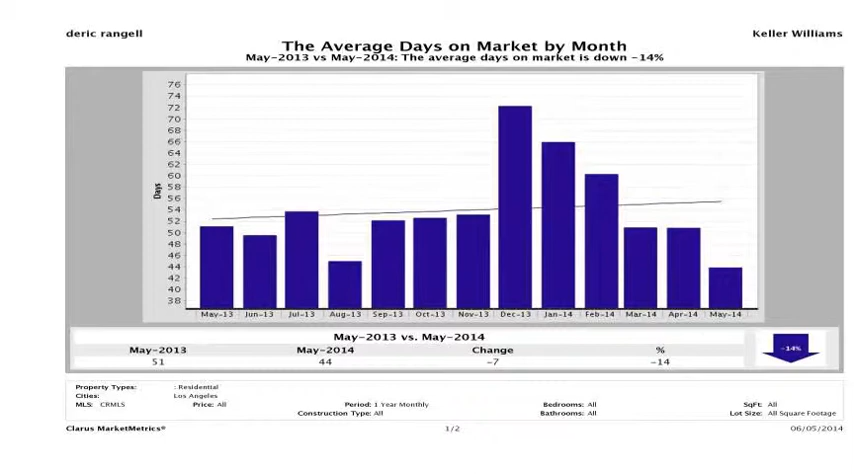 deric rangell
Keller Williams
The Average Days on Market by Month
May-2013 vs May-2014: The average days on market is down -14%
76
74
72
70
68
66
64
62
60
58
56
54
52
50
48
46
44
42
40
38
Days
May-13 Jun-13 Jul-13 Aug-13 Sep-13 Oct-13 Nov-13 Dec-13 Jan-14 Feb-14 Mar-14 Apr-14 May-14
May-2013 vs. May-2014
May-2013 May-2014 Change %
51 44 -7 -14
-14%
Property Types: : Residential
Cities: Los Angeles
MLS: CRMLS Price: All Period: 1 Year Monthly Bedrooms: All SqFt: All
Construction Type: All Bathrooms: All Lot Size: All Square Footage
Clarus MarketMetrics® 1/2 06/05/2014